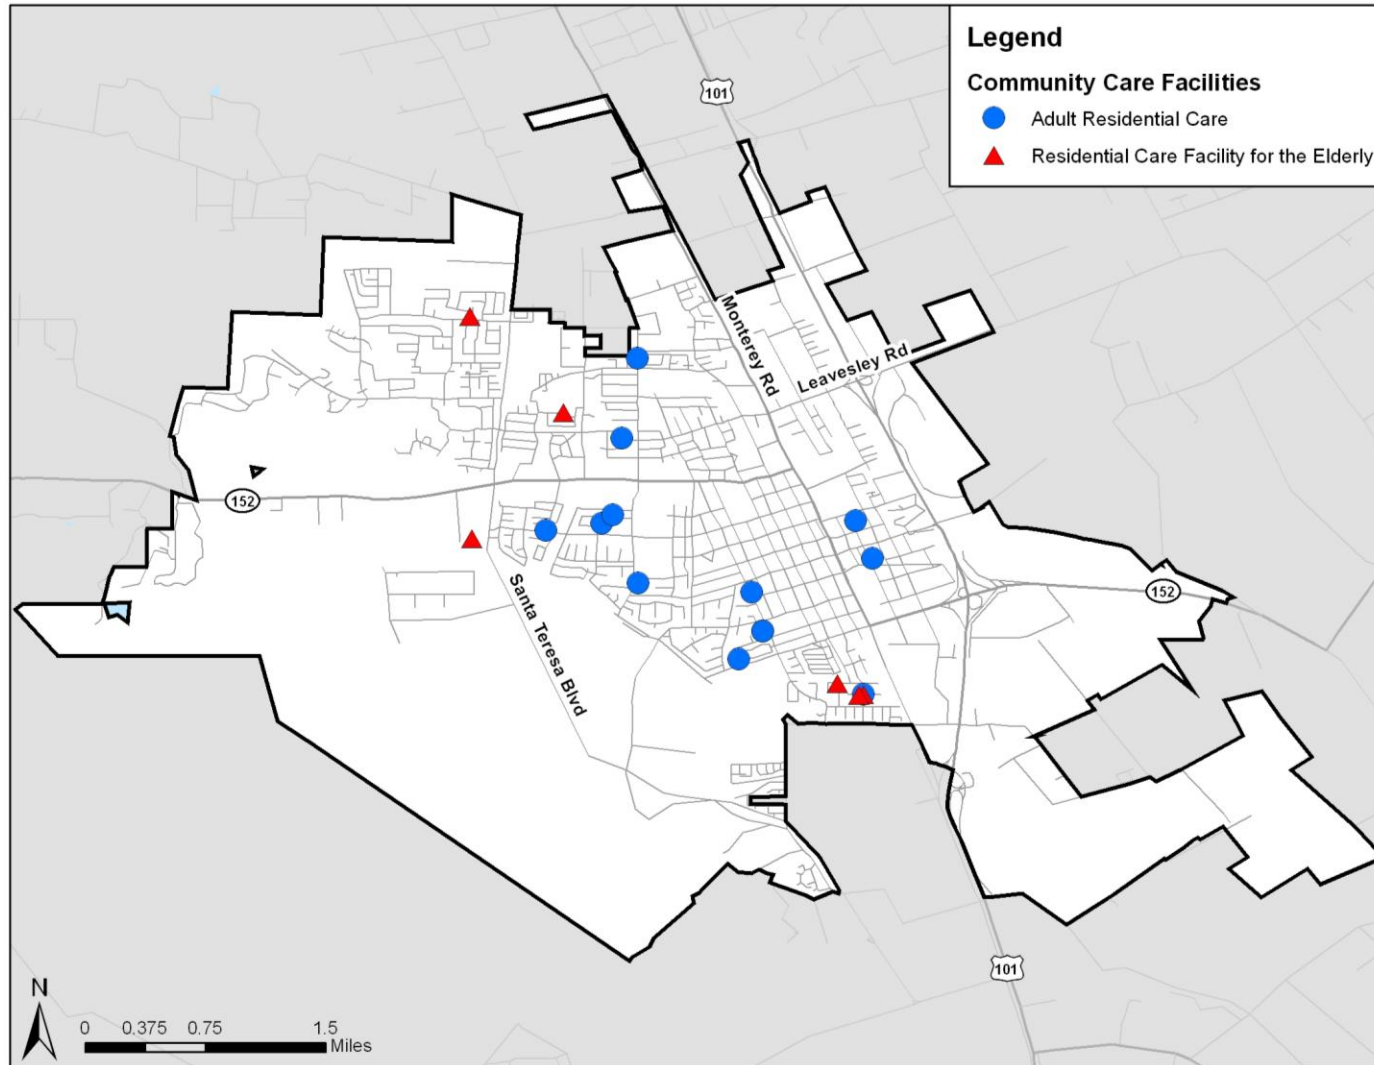 Legend
Community Care Facilities
Adult Residential Care
Residential Care Facility for the Elderly
101
Monterey Rd
Leavesley Rd
152
Santa Teresa Blvd
152
101
N
0 0.375 0.75 1.5
Miles